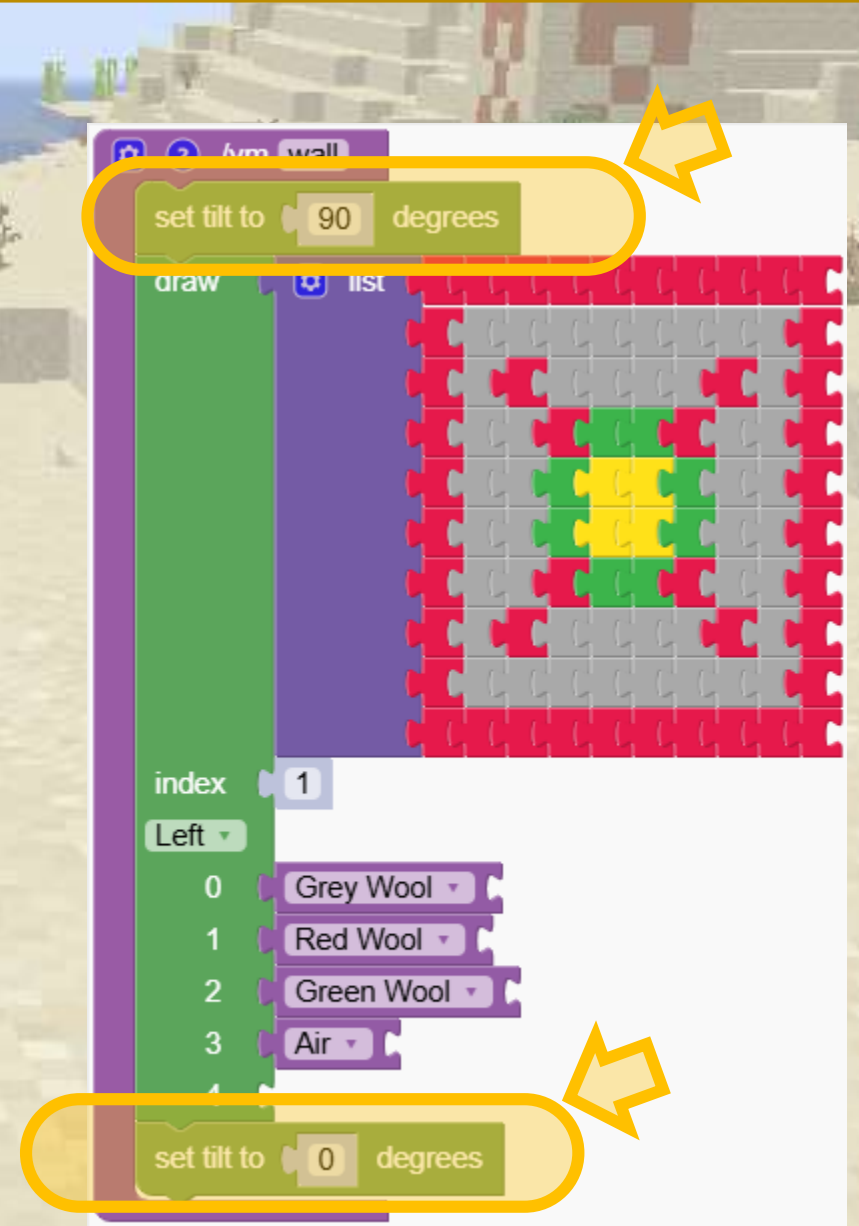 ? /vm wall
set tilt to 90 degrees
draw list
index 1
Left
0 Grey Wool
1 Red Wool
2 Green Wool
3 Air
4
set tilt to 0 degrees